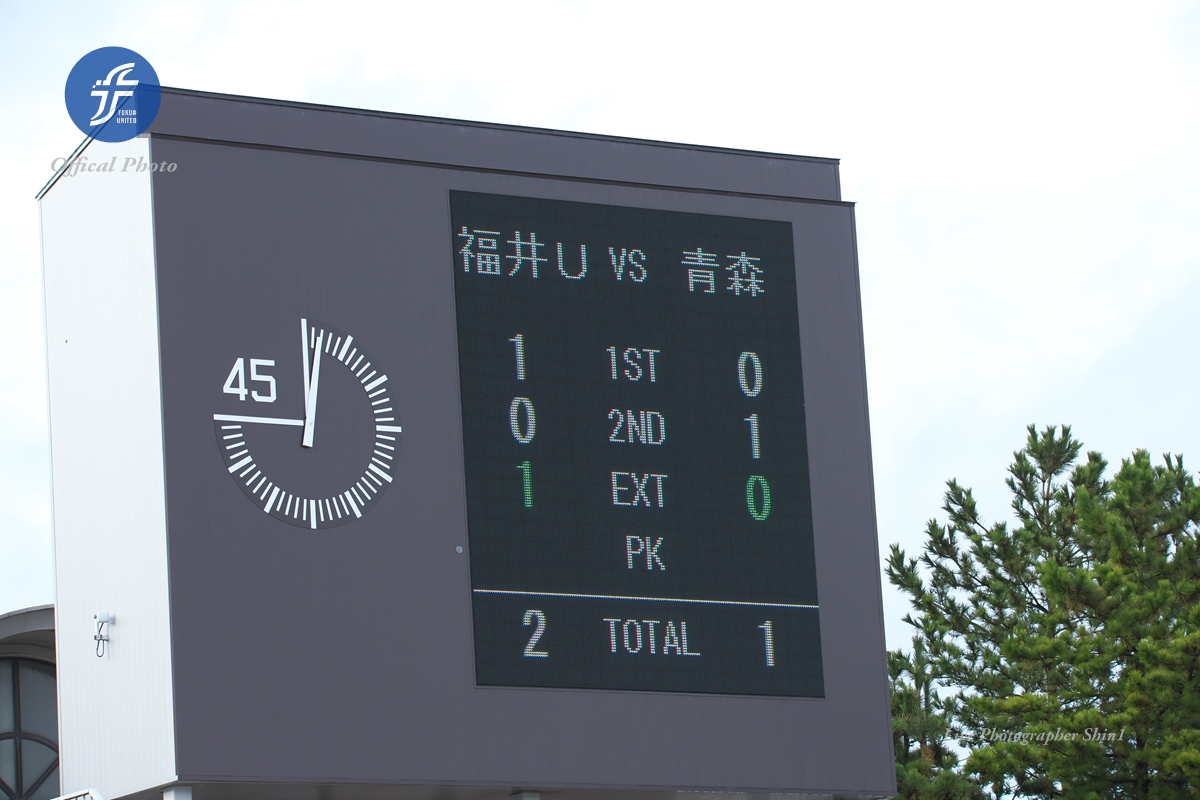 FUKUI
UNITED
Offical Photo
福井U VS 青森
45
1 1ST 0
0 2ND 1
1 EXT 0
PK
2 TOTAL 1
Photographer Shin1